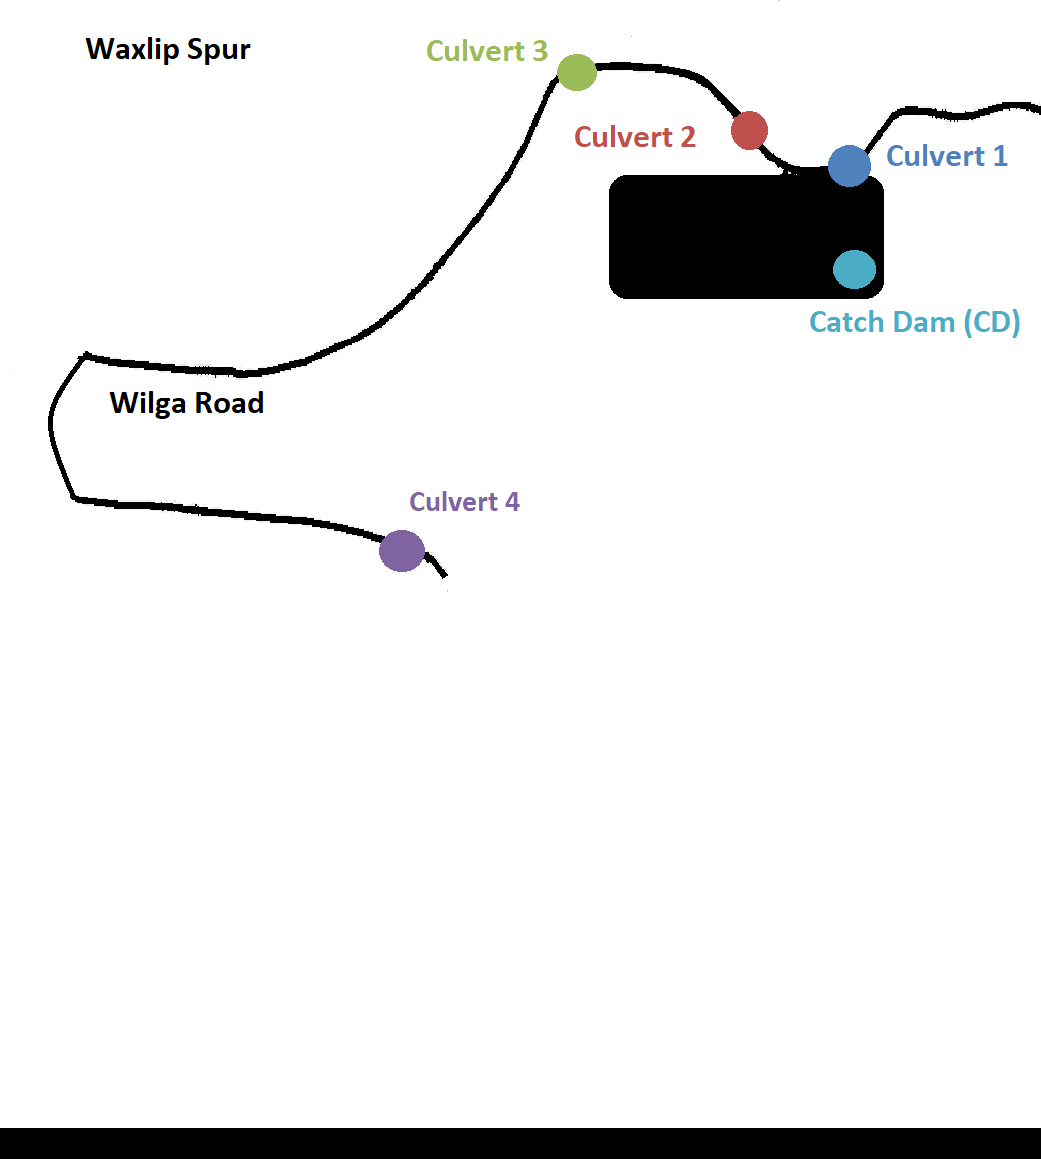 Waxlip Spur
Culvert 3
Culvert 2
Culvert 1
Catch Dam (CD)
Wilga Road
Culvert 4